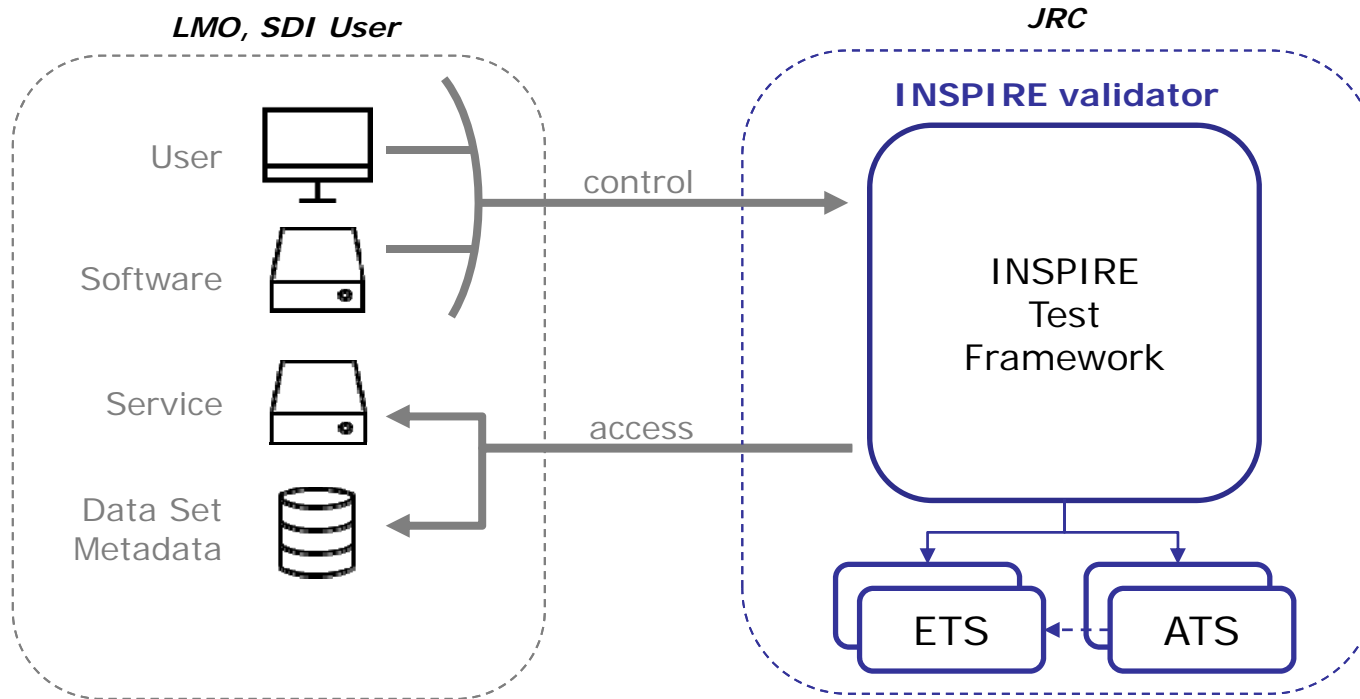 LMO, SDI User
JRC
User
Software
Service
Data Set
Metadata
control
access
INSPIRE validator
INSPIRE
Test
Framework
ETS
ATS